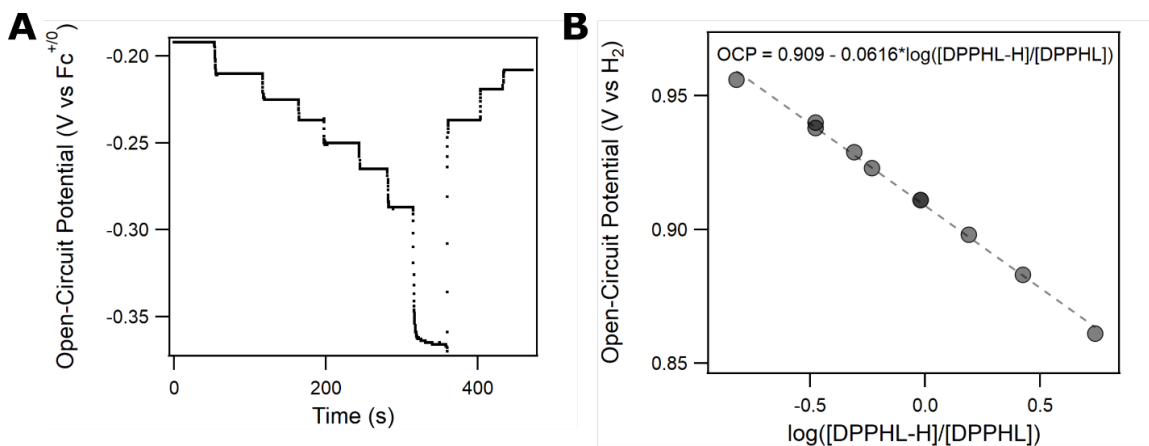 A
Open-Circuit Potential (V vs Fc+/0)
-0.20
-0.25
-0.30
-0.35
0
200
400
Time (s)
B
Open-Circuit Potential (V vs H2)
OCP = 0.909 - 0.0616*log([DPPHL-H]/[DPPHL])
0.95
0.90
0.85
-0.5
0.0
0.5
log([DPPHL-H]/[DPPHL])